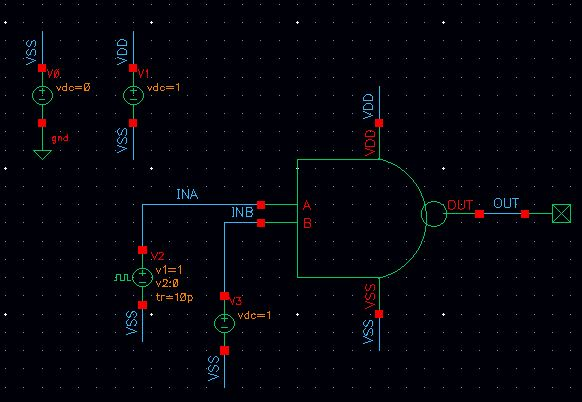 VSS
V0
vdc=0
gnd
VDD
V1
vdc=1
VSS
VDD
VDD
INA
INB
A
B
OUT
OUT
V2
v1=1
v2:0
tr=10p
VSS
V3
vdc=1
VSS
VSS
VSS